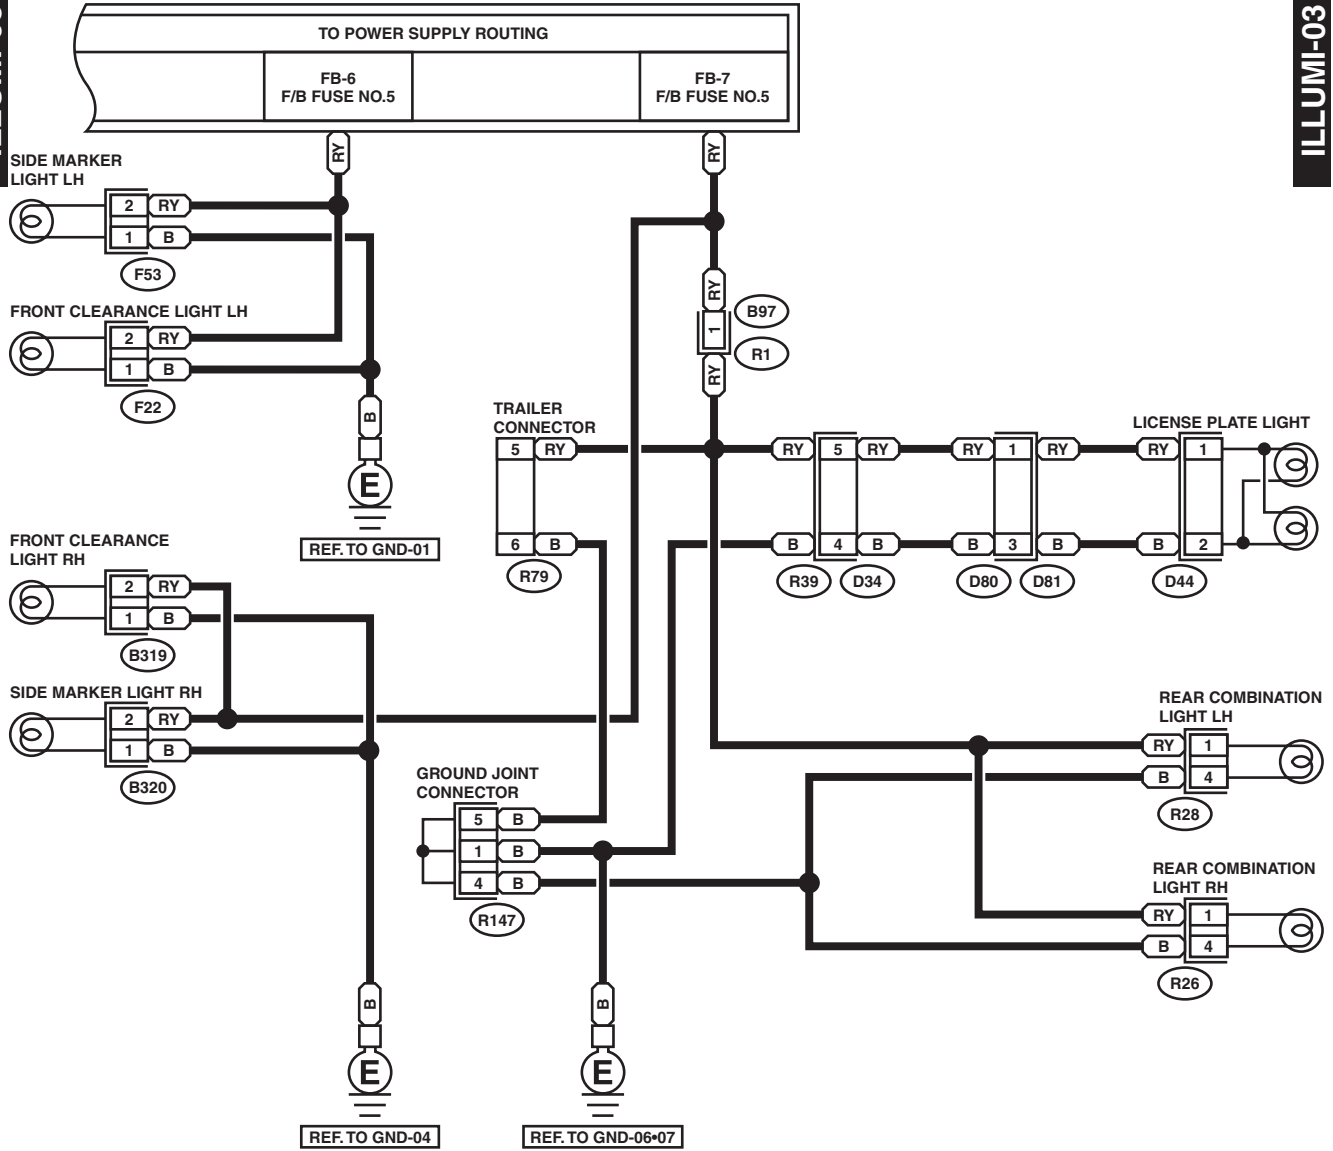 ILLUMI-03
TO POWER SUPPLY ROUTING
FB-6
F/B FUSE NO.5
FB-7
F/B FUSE NO.5
RY
RY
SIDE MARKER
LIGHT LH
2 RY
1 B
F53
FRONT CLEARANCE LIGHT LH
2 RY
1 B
F22
B
E
REF. TO GND-01
RY
1
B97
R1
RY
TRAILER
CONNECTOR
5 RY
6 B
R79
RY 5 RY
B 4 B
R39 D34
RY 1 RY
B 3 B
D80 D81
LICENSE PLATE LIGHT
RY 1
B 2
D44
FRONT CLEARANCE
LIGHT RH
2 RY
1 B
B319
SIDE MARKER LIGHT RH
2 RY
1 B
B320
GROUND JOINT
CONNECTOR
5 B
1 B
4 B
R147
REAR COMBINATION
LIGHT LH
RY 1
B 4
R28
REAR COMBINATION
LIGHT RH
RY 1
B 4
R26
B
E
REF. TO GND-04
B
E
REF. TO GND-06•07